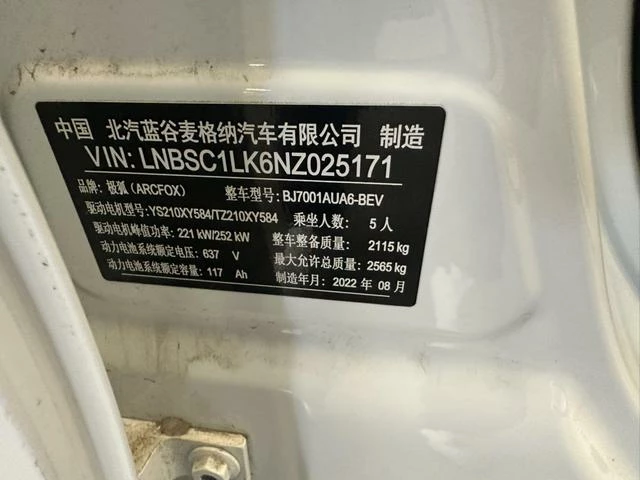 中国 北汽蓝谷麦格纳汽车有限公司 制造
VIN: LNBSC1LK6NZ025171
品牌: 极狐 (ARCFOX) 整车型号: BJ7001AUA6-BEV
驱动电机型号: YS210XY584/TZ210XY584 乘坐人数: 5 人
驱动电机峰值功率: 221 kW/252 kW 整车整备质量: 2115 kg
动力电池系统额定电压: 637 V 最大允许总质量: 2565 kg
动力电池系统额定容量: 117 Ah 制造年月: 2022 年 08 月